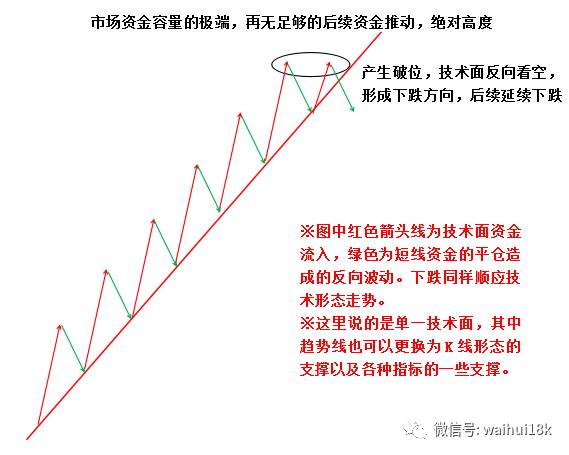 市场资金容量的极端，再无足够的后续资金推动，绝对高度
产生破位，技术面反向看空，
形成下跌方向，后续延续下跌
※图中红色箭头线为技术面资金
流入，绿色为短线资金的平仓造
成的反向波动。下跌同样顺应技
术形态走势。
※这里说的是单一技术面，其中
趋势线也可以更换为K线形态的
支撑以及各种指标的一些支撑。
微信号: waihui18k